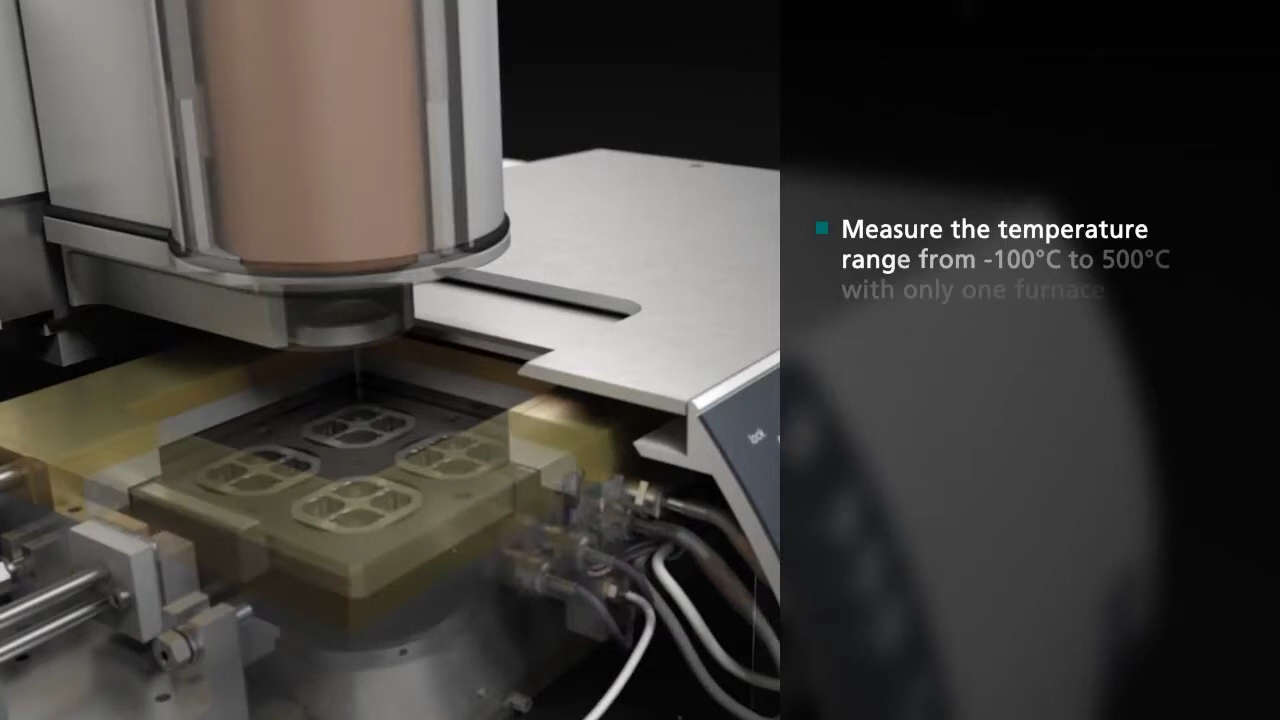 Measure the temperature
range from -100°C to 500°C
with only one furnace
lock